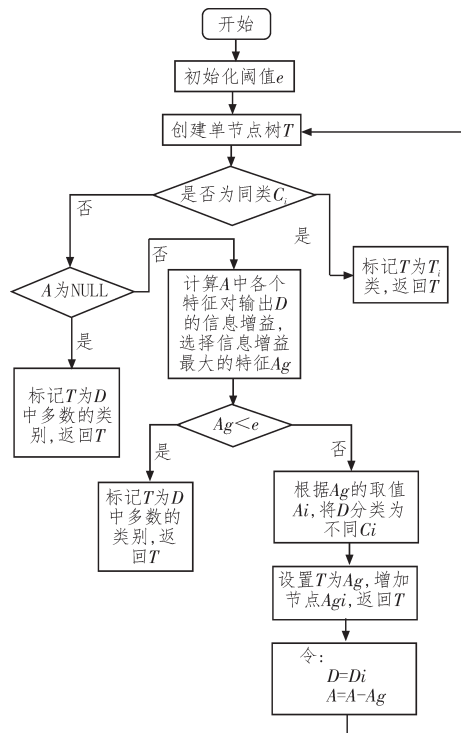 开始
初始化阈值e
创建单节点树T
是否为同类Ci
否
是
标记T为Ti
类,返回T
A为NULL
否
是
计算A中各个
特征对输出D
的信息增益,
选择信息增益
最大的特征Ag
标记T为D
中多数的类
别,返回T
Ag<e
是
否
标记T为D
中多数的
类别,返
回T
根据Ag的取值
Ai,将D分类为
不同Ci
设置T为Ag,增加
节点Agi,返回T
令:
D=Di
A=A-Ag